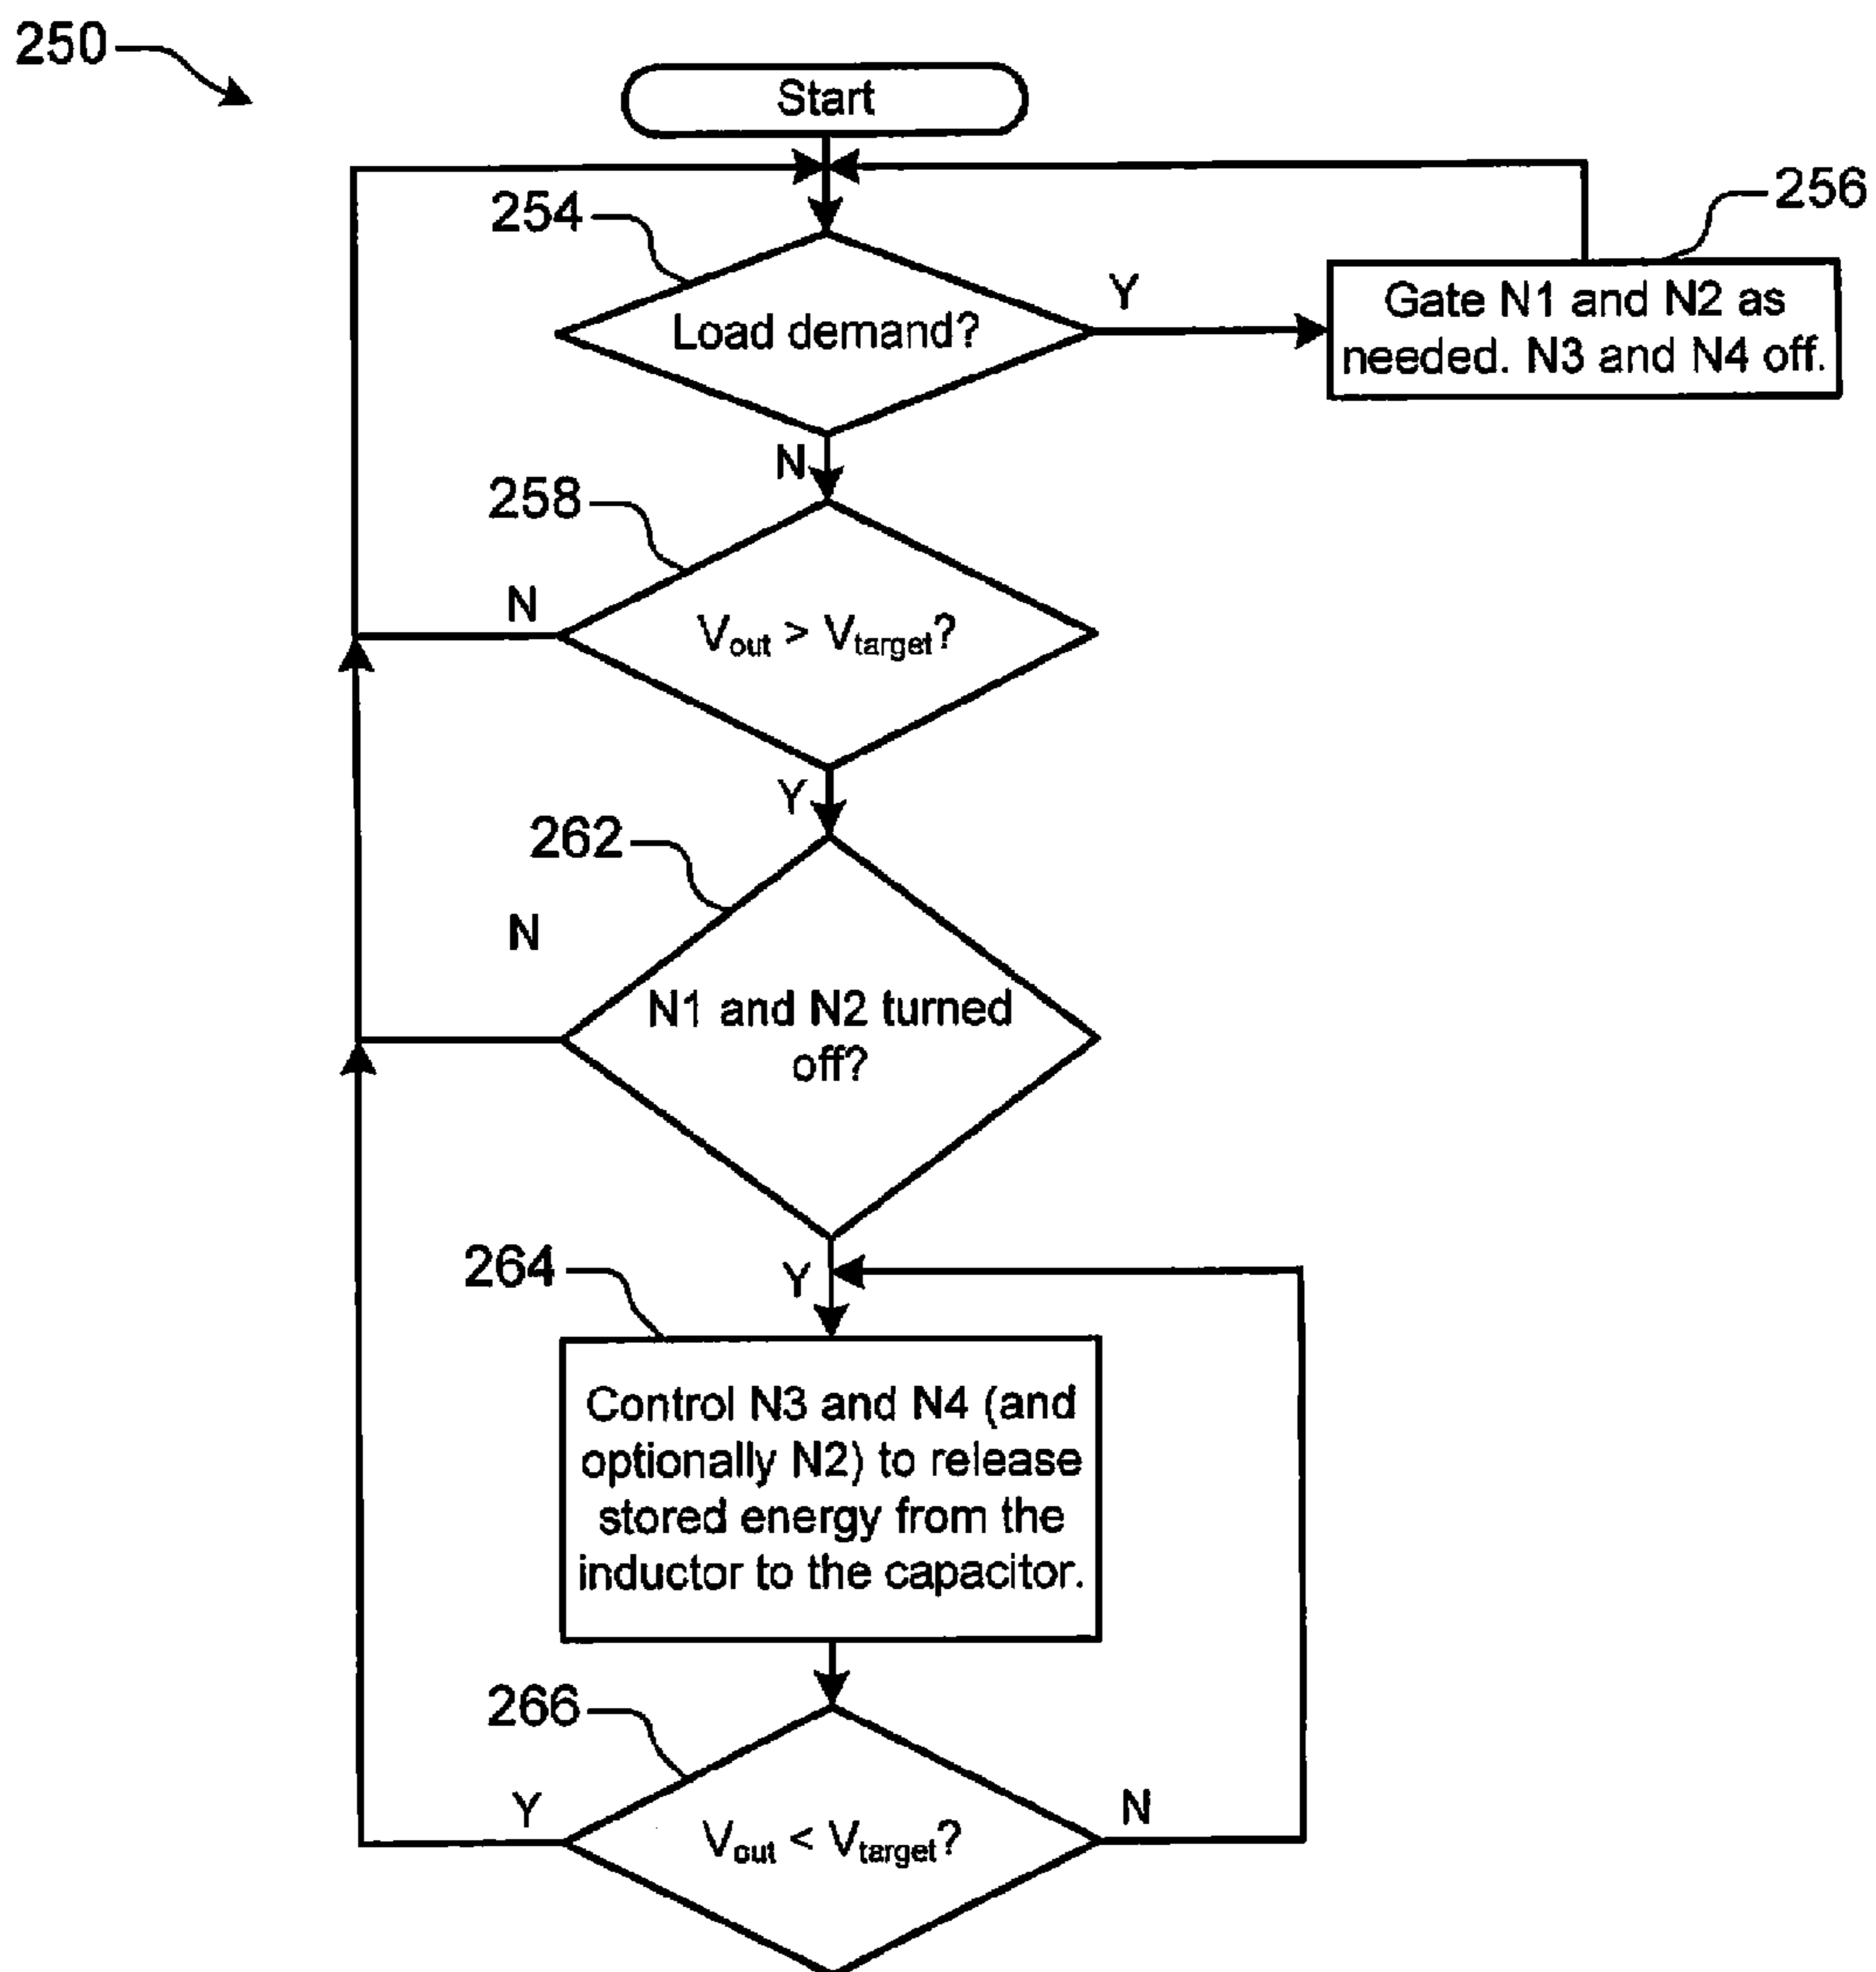 250
Start
254
256
Load demand?
Y
Gate N1 and N2 as
needed. N3 and N4 off.
N
258
N
Vout > Vtarget?
Y
262
N
N1 and N2 turned
off?
Y
264
Control N3 and N4 (and
optionally N2) to release
stored energy from the
inductor to the capacitor.
266
Y
Vout < Vtarget?
N